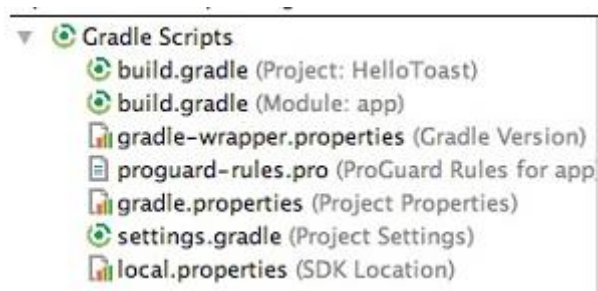 Gradle Scripts
build.gradle (Project: HelloToast)
build.gradle (Module: app)
gradle-wrapper.properties (Gradle Version)
proguard-rules.pro (ProGuard Rules for app
gradle.properties (Project Properties)
settings.gradle (Project Settings)
local.properties (SDK Location)